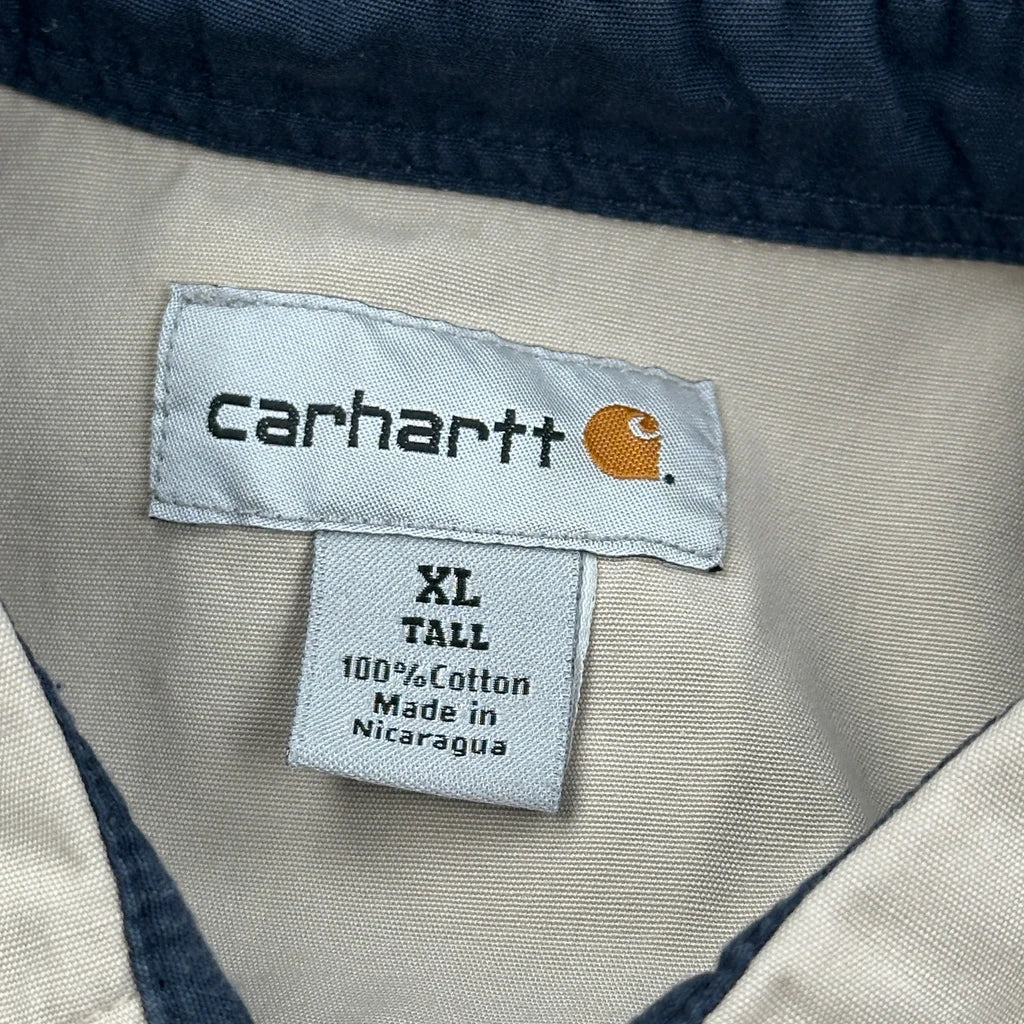 carhartt
XL
TALL
100% Cotton
Made in
Nicaragua